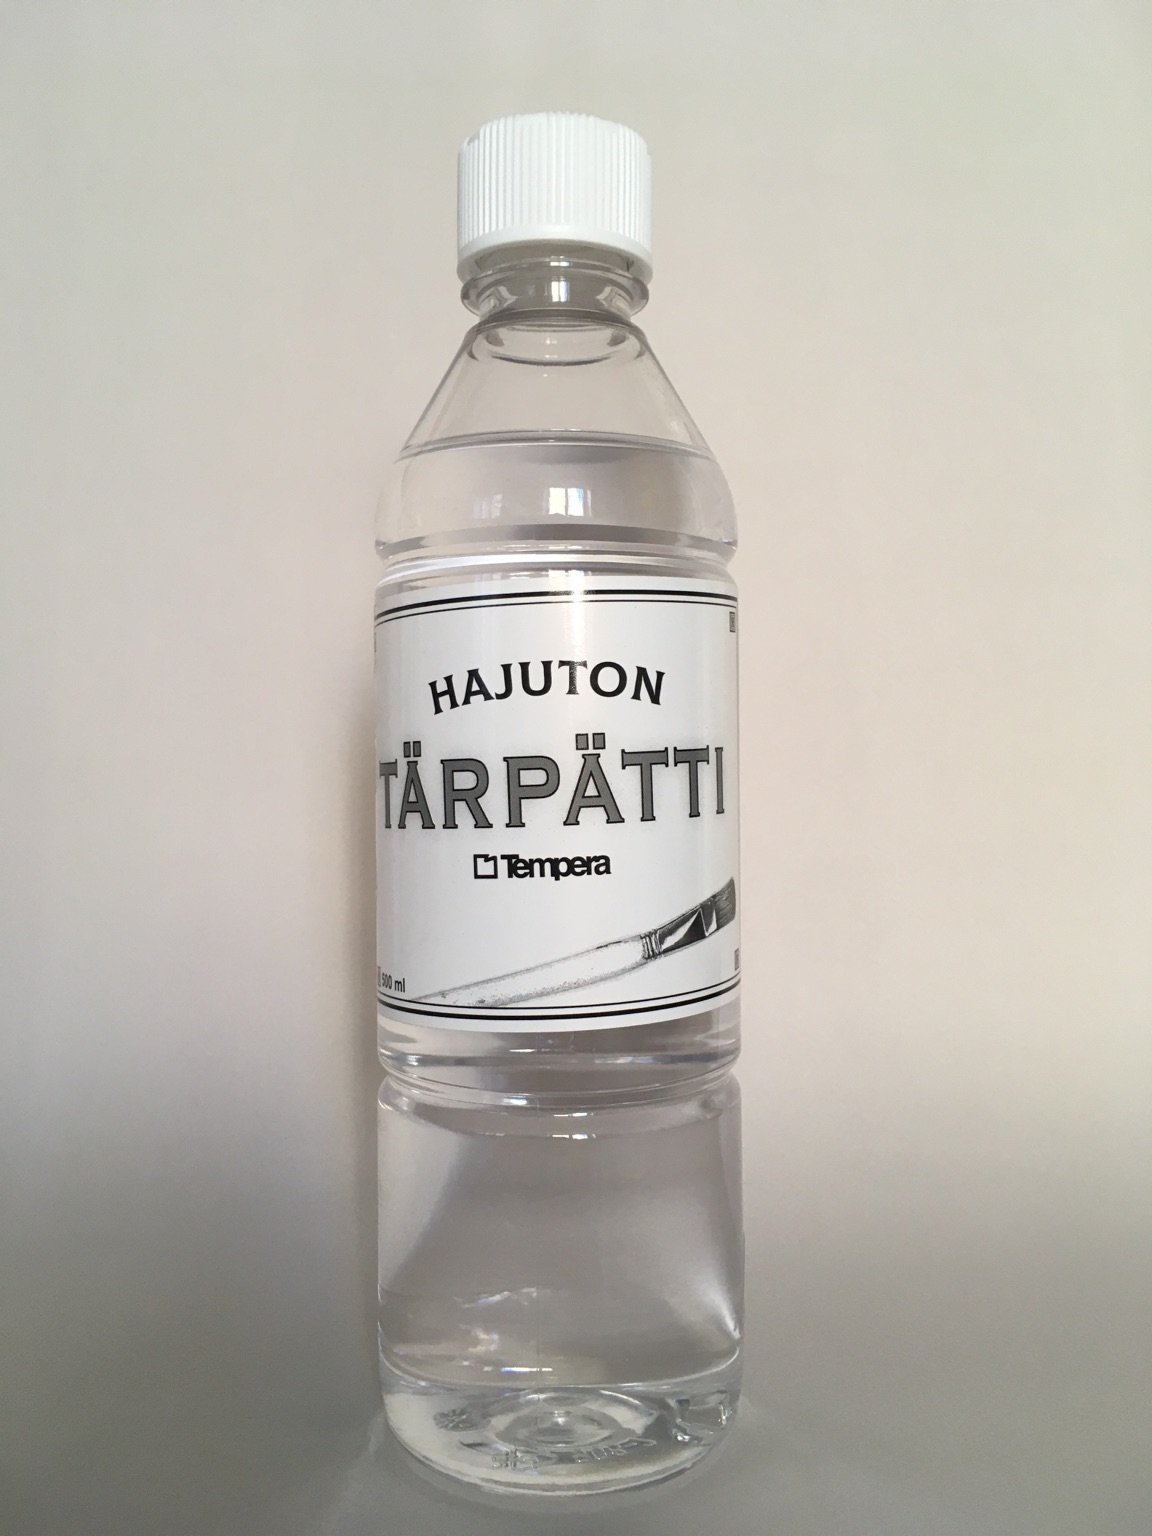 HAJUTON
TÄRPÄTTI
Tempera
500 ml